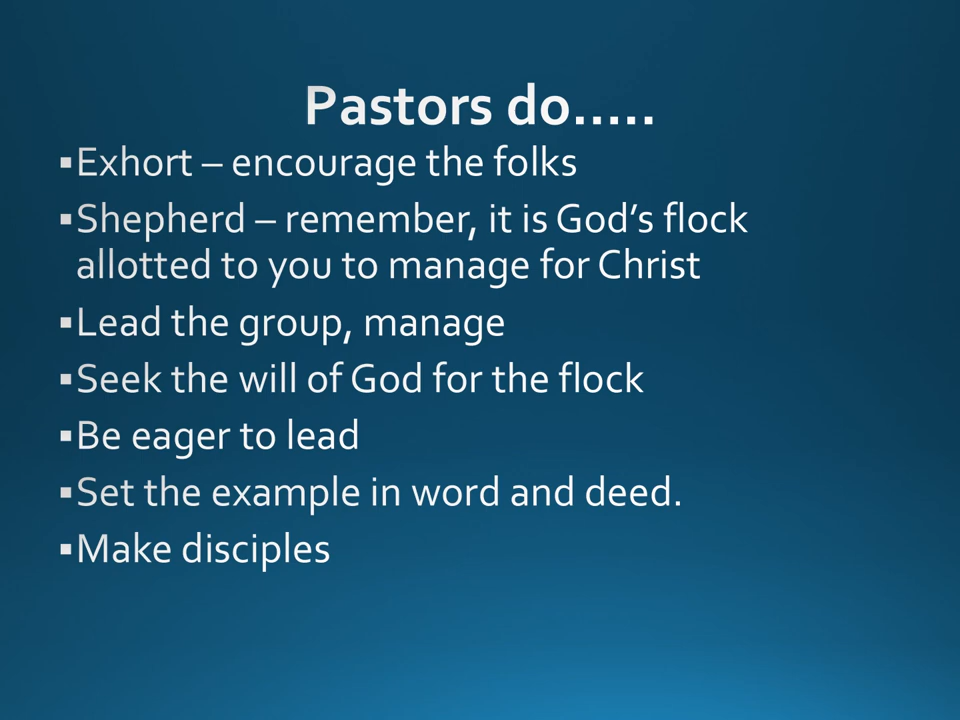 Pastors do.....
▪Exhort – encourage the folks
▪Shepherd – remember, it is God’s flock
allotted to you to manage for Christ
▪Lead the group, manage
▪Seek the will of God for the flock
▪Be eager to lead
▪Set the example in word and deed.
▪Make disciples